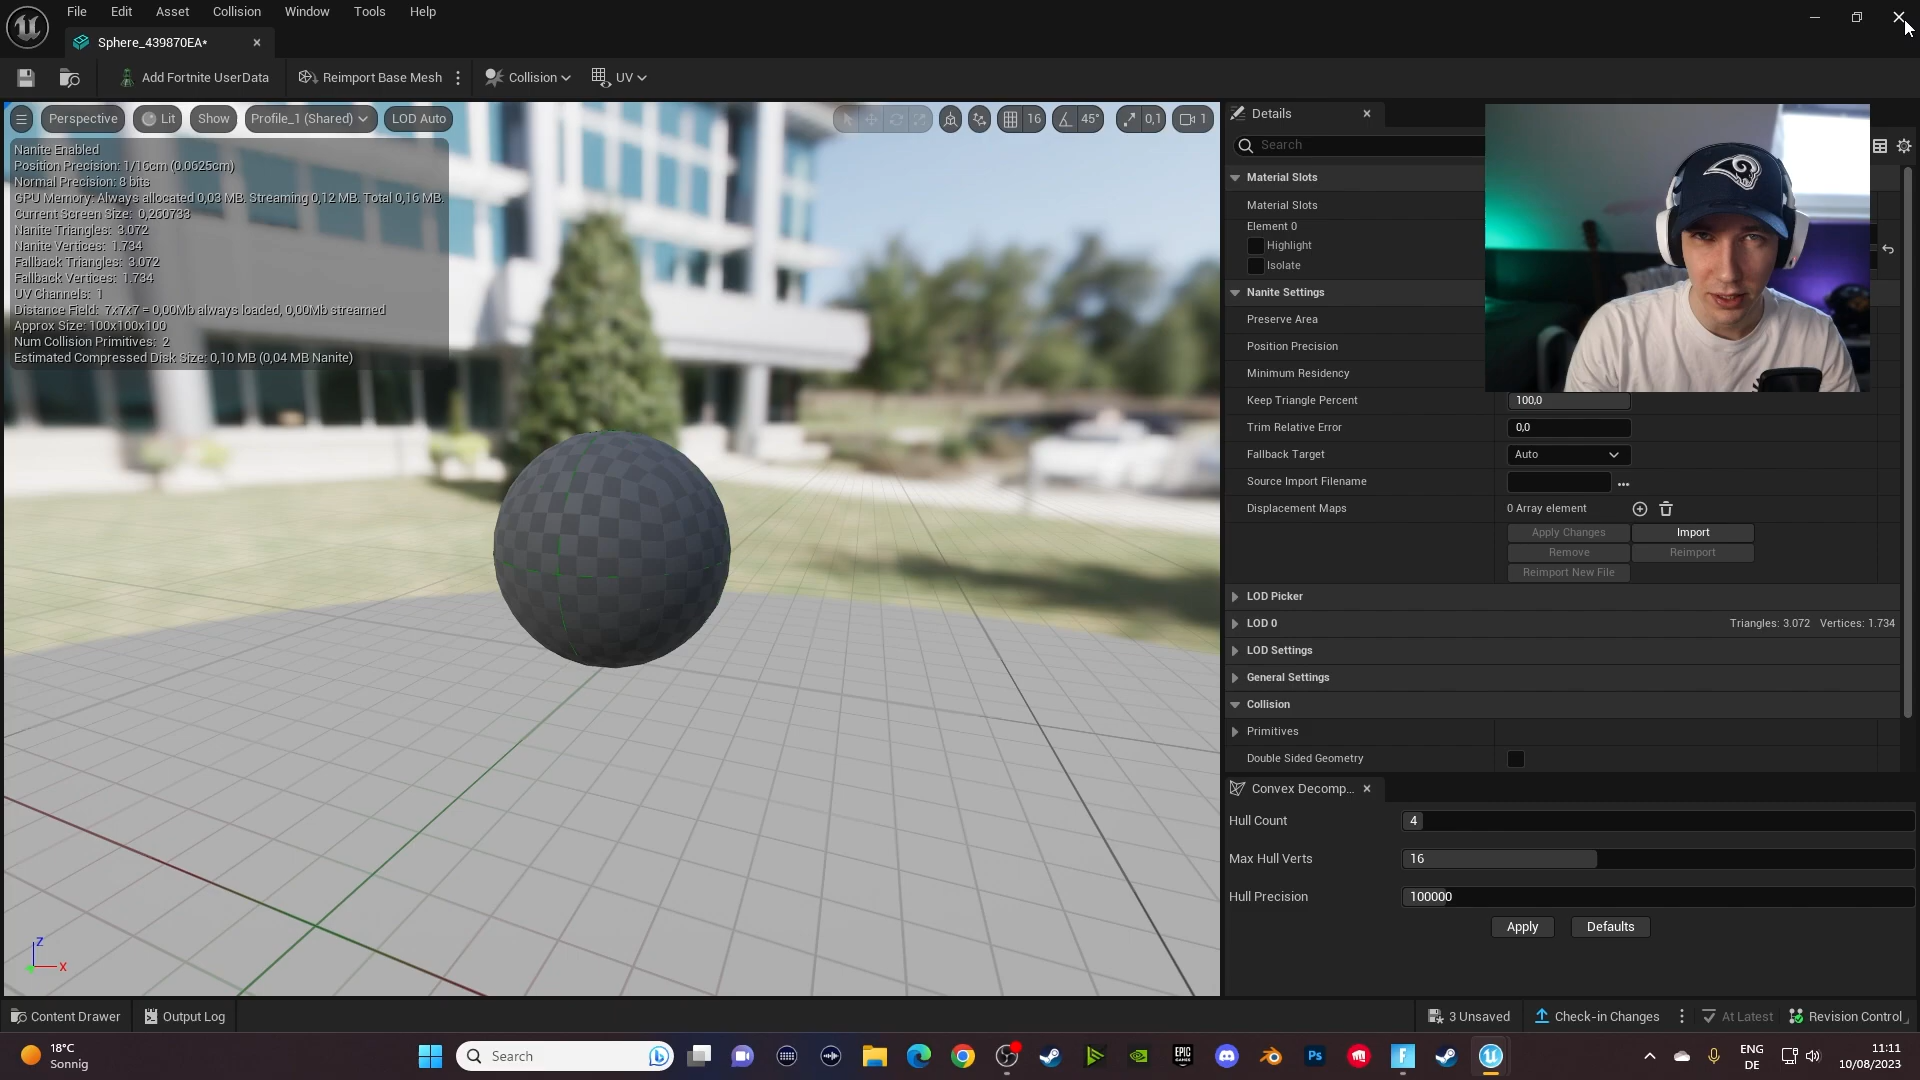 File Edit Asset Collision Window Tools Help
Sphere_439870EA*
Add Fortnite UserData Reimport Base Mesh Collision UV
Perspective Lit Show Profile_1 (Shared) LOD Auto 16 45° 0,1 1
Nanite Enabled
Position Precision: 1/16cm (0.0625cm)
Normal Precision: 8 bits
GPU Memory: Always allocated 0,03 MB. Streaming 0,12 MB. Total 0,16 MB.
Current Screen Size: 0,260733
Nanite Triangles: 3.072
Nanite Vertices: 1.734
Fallback Triangles: 3.072
Fallback Vertices: 1.734
UV Channels: 1
Distance Field: 7x7x7 = 0,00Mb always loaded, 0,00Mb streamed
Approx Size: 100x100x100
Num Collision Primitives: 2
Estimated Compressed Disk Size: 0,10 MB (0,04 MB Nanite)
Z
X
Details
Search
Material Slots
Material Slots
Element 0
Highlight
Isolate
Nanite Settings
Preserve Area
Position Precision
Minimum Residency
Keep Triangle Percent 100,0
Trim Relative Error 0,0
Fallback Target Auto
Source Import Filename ...
Displacement Maps 0 Array element
Apply Changes Import
Remove Reimport
Reimport New File
LOD Picker
LOD 0 Triangles: 3.072 Vertices: 1.734
LOD Settings
General Settings
Collision
Primitives
Double Sided Geometry
Convex Decomp...
Hull Count 4
Max Hull Verts 16
Hull Precision 100000
Apply Defaults
Content Drawer Output Log 3 Unsaved Check-in Changes At Latest Revision Control
18°C
Sonnig
Search
EPIC
Ps
ENG
DE
11:11
10/08/2023